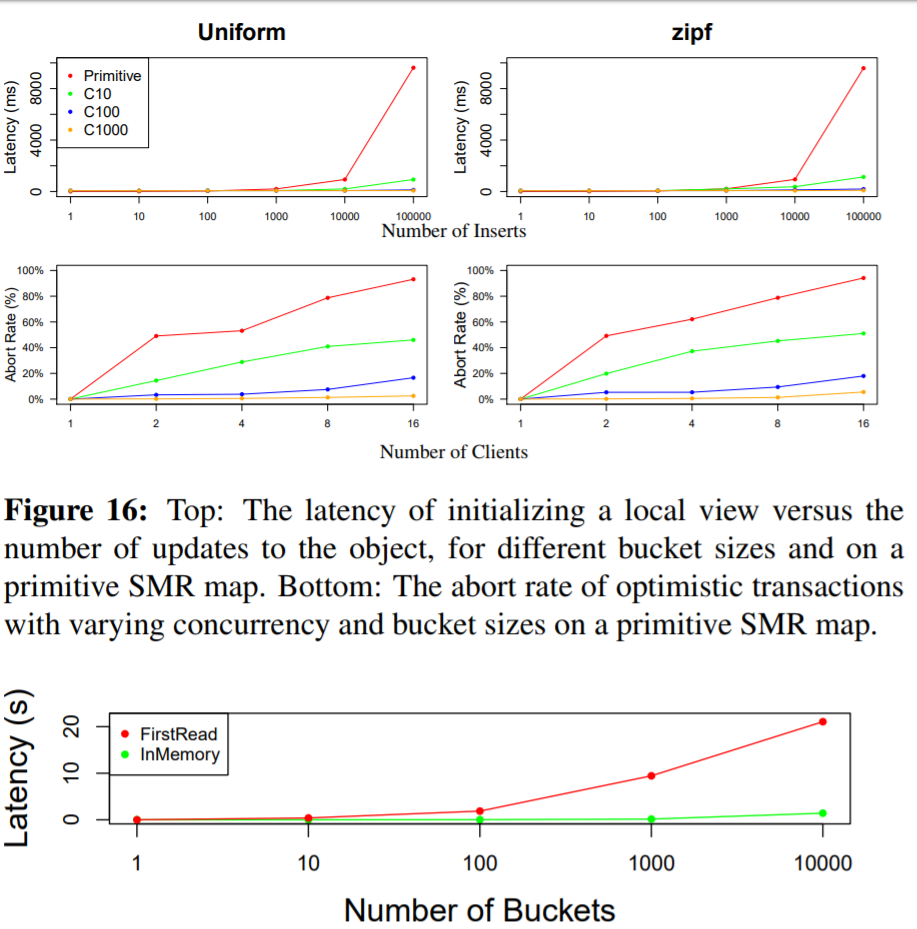 Uniform
zipf
Latency (ms)
8000
4000
0
Primitive
C10
C100
C1000
1 10 100 1000 10000 100000
Latency (ms)
8000
4000
0
1 10 100 1000 10000 100000
Number of Inserts
Abort Rate (%)
100%
80%
60%
40%
20%
0%
1 2 4 8 16
Abort Rate (%)
100%
80%
60%
40%
20%
0%
1 2 4 8 16
Number of Clients
Figure 16: Top: The latency of initializing a local view versus the
number of updates to the object, for different bucket sizes and on a
primitive SMR map. Bottom: The abort rate of optimistic transactions
with varying concurrency and bucket sizes on a primitive SMR map.
Latency (s)
20
10
0
FirstRead
InMemory
1 10 100 1000 10000
Number of Buckets